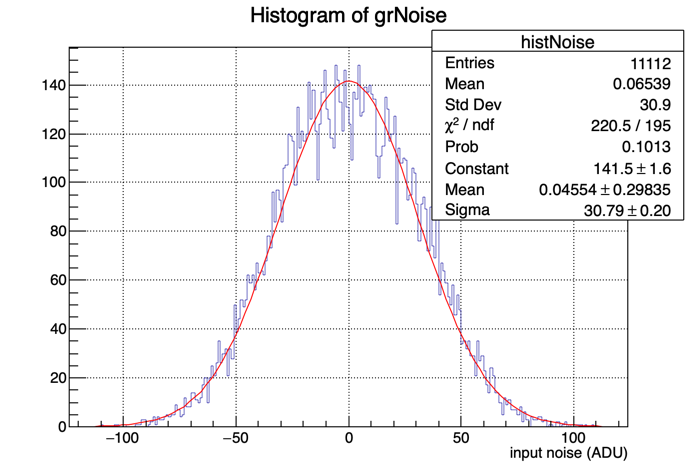 Histogram of grNoise
histNoise
Entries 11112
Mean 0.06539
Std Dev 30.9
χ² / ndf 220.5 / 195
Prob 0.1013
Constant 141.5 ± 1.6
Mean 0.04554 ± 0.29835
Sigma 30.79 ± 0.20
140
120
100
80
60
40
20
0
−100 −50 0 50 100
input noise (ADU)